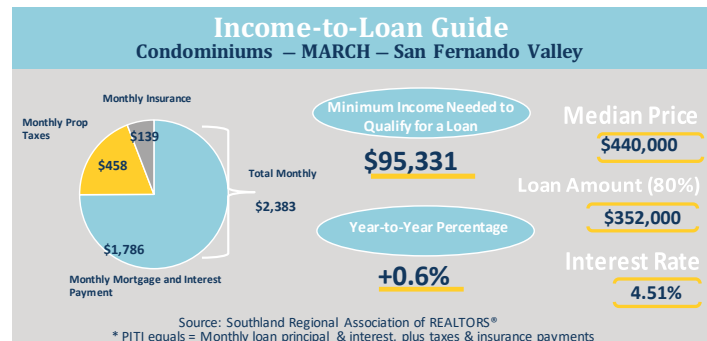 Income-to-Loan Guide
Condominiums — MARCH — San Fernando Valley
Monthly Insurance
Monthly Prop
Taxes
$139
$458
$1,786
Monthly Mortgage and Interest
Payment
Total Monthly
$2,383
Minimum Income Needed to
Qualify for a Loan
$95,331
Year-to-Year Percentage
+0.6%
Median Price
$440,000
Loan Amount (80%)
$352,000
Interest Rate
4.51%
Source: Southland Regional Association of REALTORS®
* PITI equals = Monthly loan principal & interest, plus taxes & insurance payments